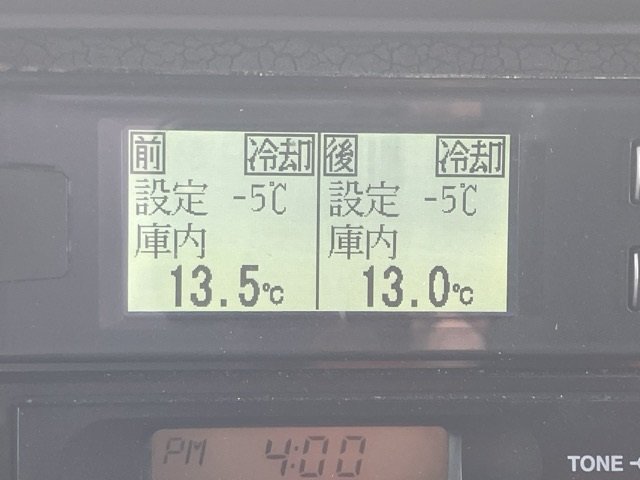 前 冷却 後 冷却
設定 -5℃ 設定 -5℃
庫内 庫内
13.5℃ 13.0℃
PM 4:00
TONE